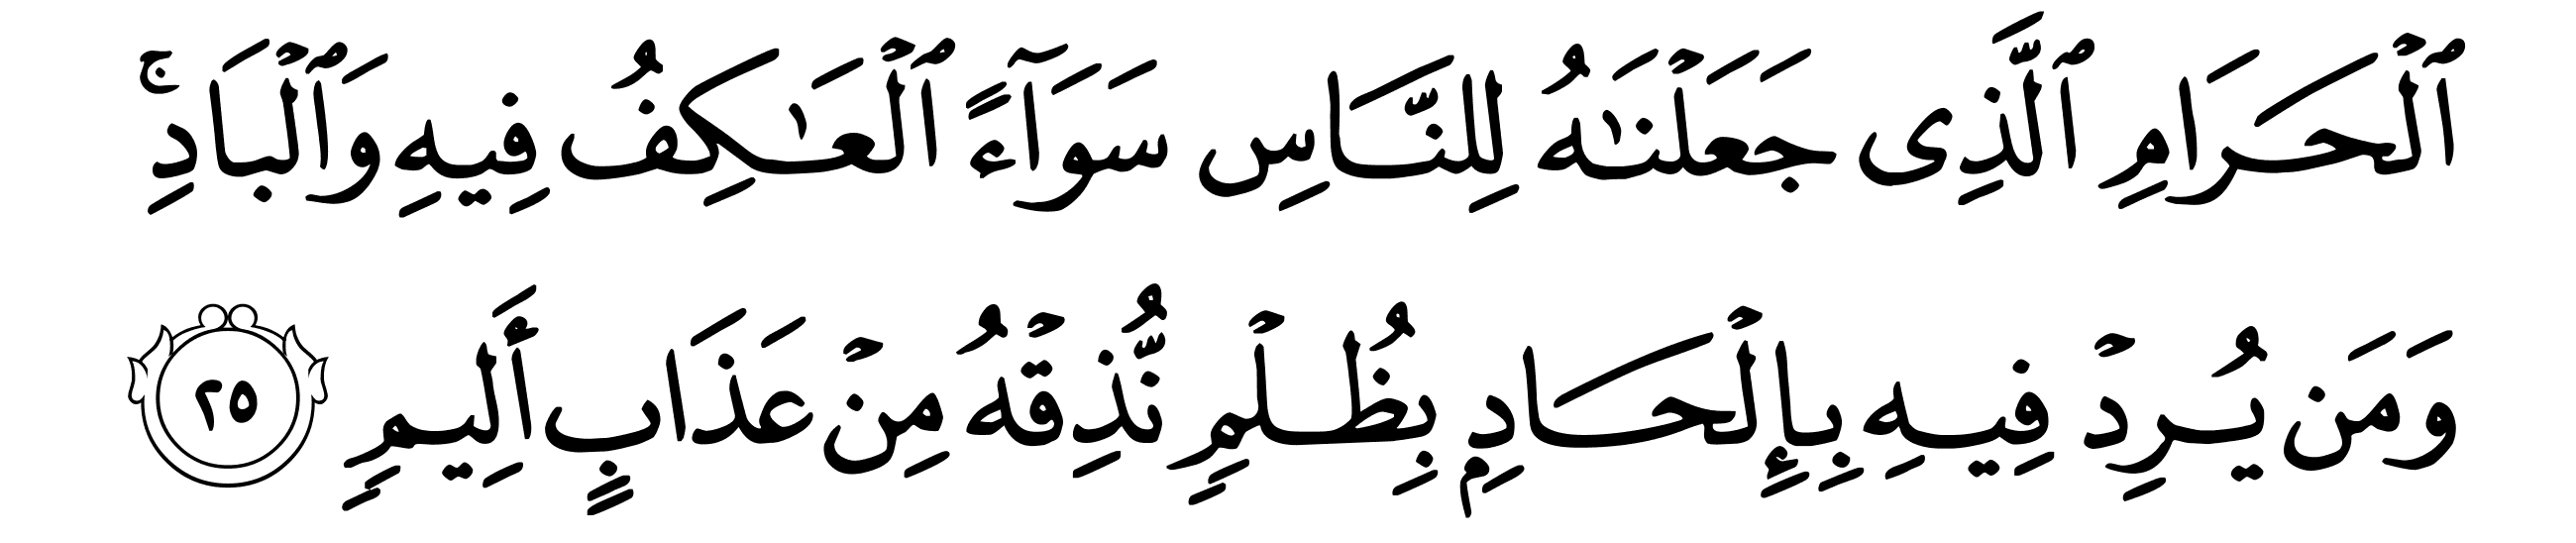 ٱلْحَرَامِ ٱلَّذِى جَعَلْنَٰهُ لِلنَّاسِ سَوَآءً ٱلْعَٰكِفُ فِيهِ وَٱلْبَادِ ۚ
وَمَن يُرِدْ فِيهِ بِإِلْحَادٍۭ بِظُلْمٍ نُّذِقْهُ مِنْ عَذَابٍ أَلِيمٍ ٢٥